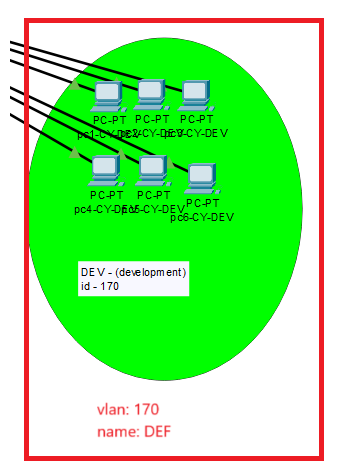 PC-PT
PC-PT
PC-PT
pc1-CY-DEV
pc2-CY-DEV
pc3-CY-DEV
PC-PT
PC-PT
PC-PT
pc4-CY-DEV
pc5-CY-DEV
pc6-CY-DEV
DEV - (development)
id - 170
vlan: 170
name: DEF